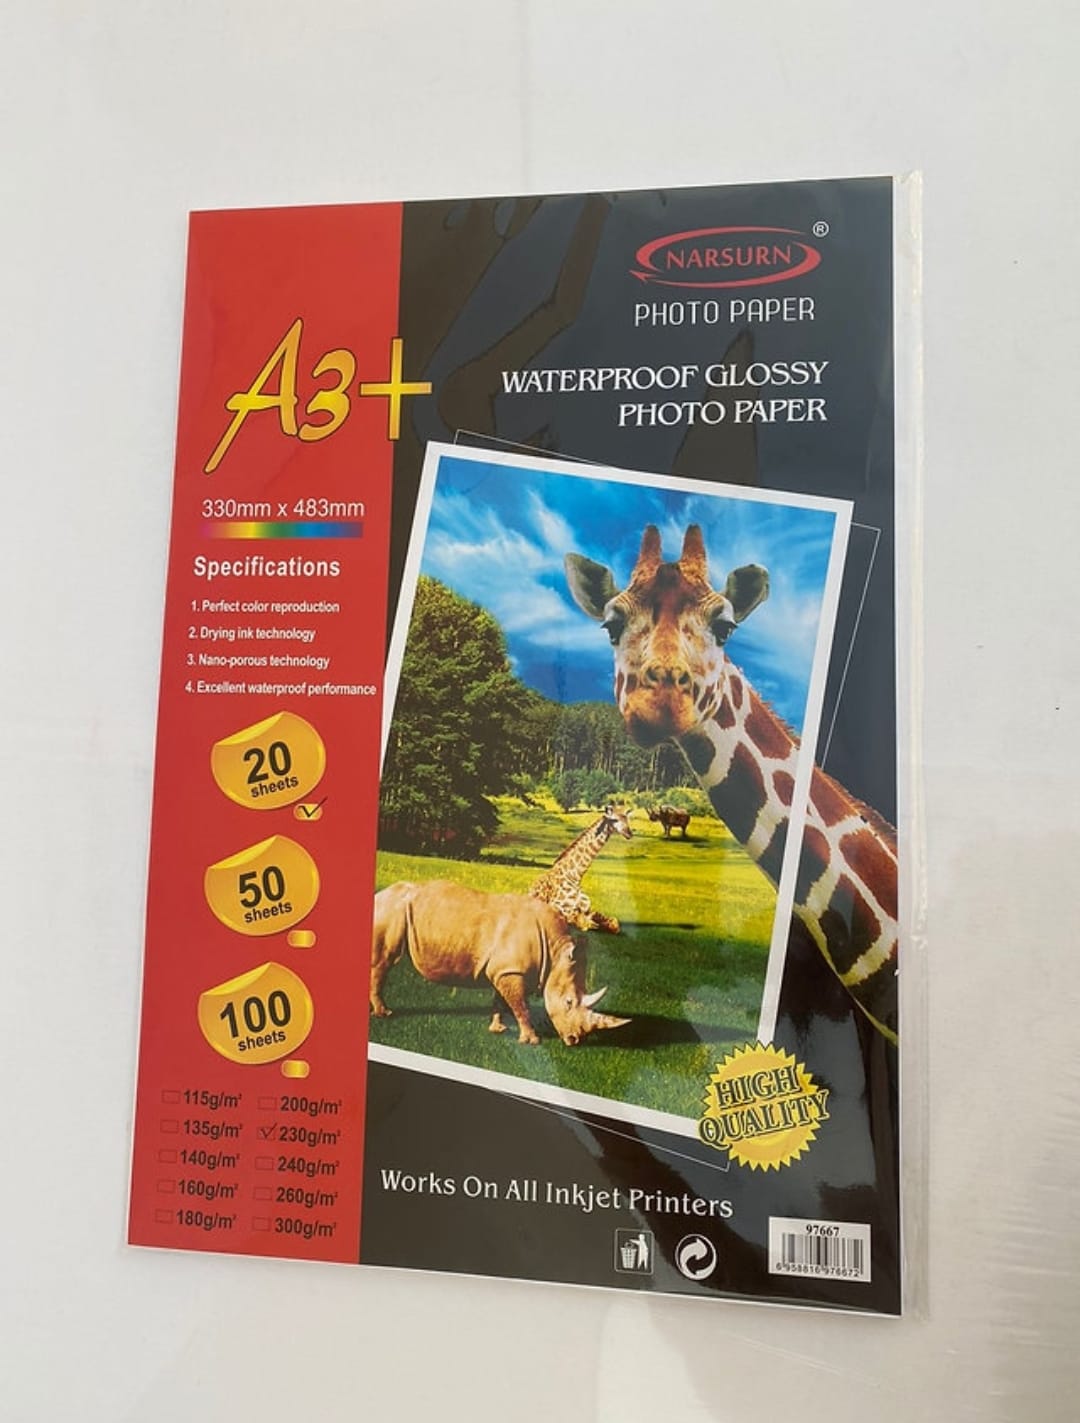 NARSURN
®
PHOTO PAPER
A3+
WATERPROOF GLOSSY
PHOTO PAPER
330mm x 483mm
Specifications
1. Perfect color reproduction
2. Drying ink technology
3. Nano-porous technology
4. Excellent waterproof performance
20
sheets
50
sheets
100
sheets
115g/m² 200g/m²
135g/m² 230g/m²
140g/m² 240g/m²
160g/m² 260g/m²
180g/m² 300g/m²
HIGH
QUALITY
Works On All Inkjet Printers
97667
6 958816 976672